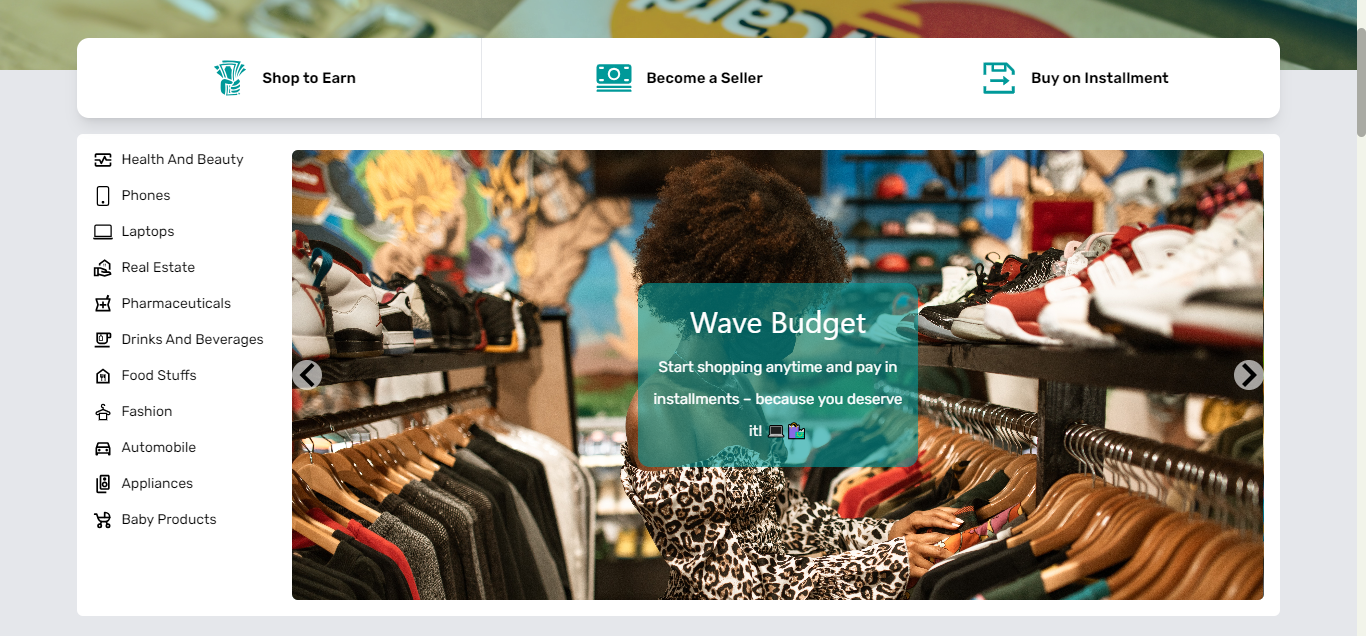 Card
Shop to Earn
Become a Seller
Buy on Installment
Health And Beauty
Phones
Laptops
Real Estate
Pharmaceuticals
Drinks And Beverages
Food Stuffs
Fashion
Automobile
Appliances
Baby Products
Wave Budget
Start shopping anytime and pay in
installments – because you deserve
it! 💻🛍️